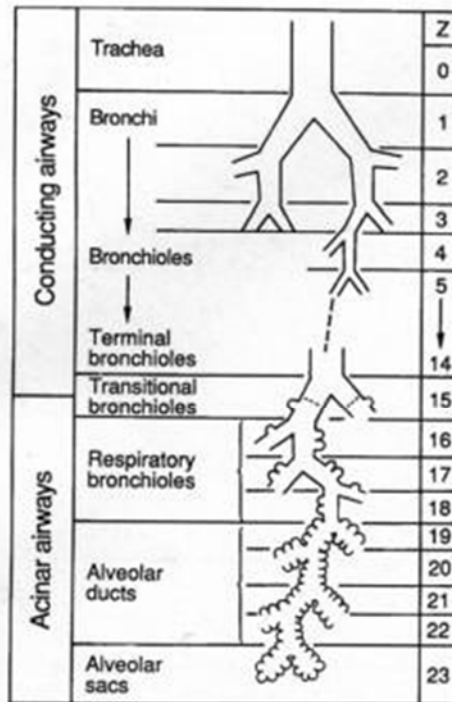 Z
Trachea
0
Bronchi
1
2
3
Bronchioles
4
5
Terminal
bronchioles
14
Transitional
bronchioles
15
Respiratory
bronchioles
16
17
18
Alveolar
ducts
19
20
21
22
Alveolar
sacs
23
Conducting airways
Acinar airways